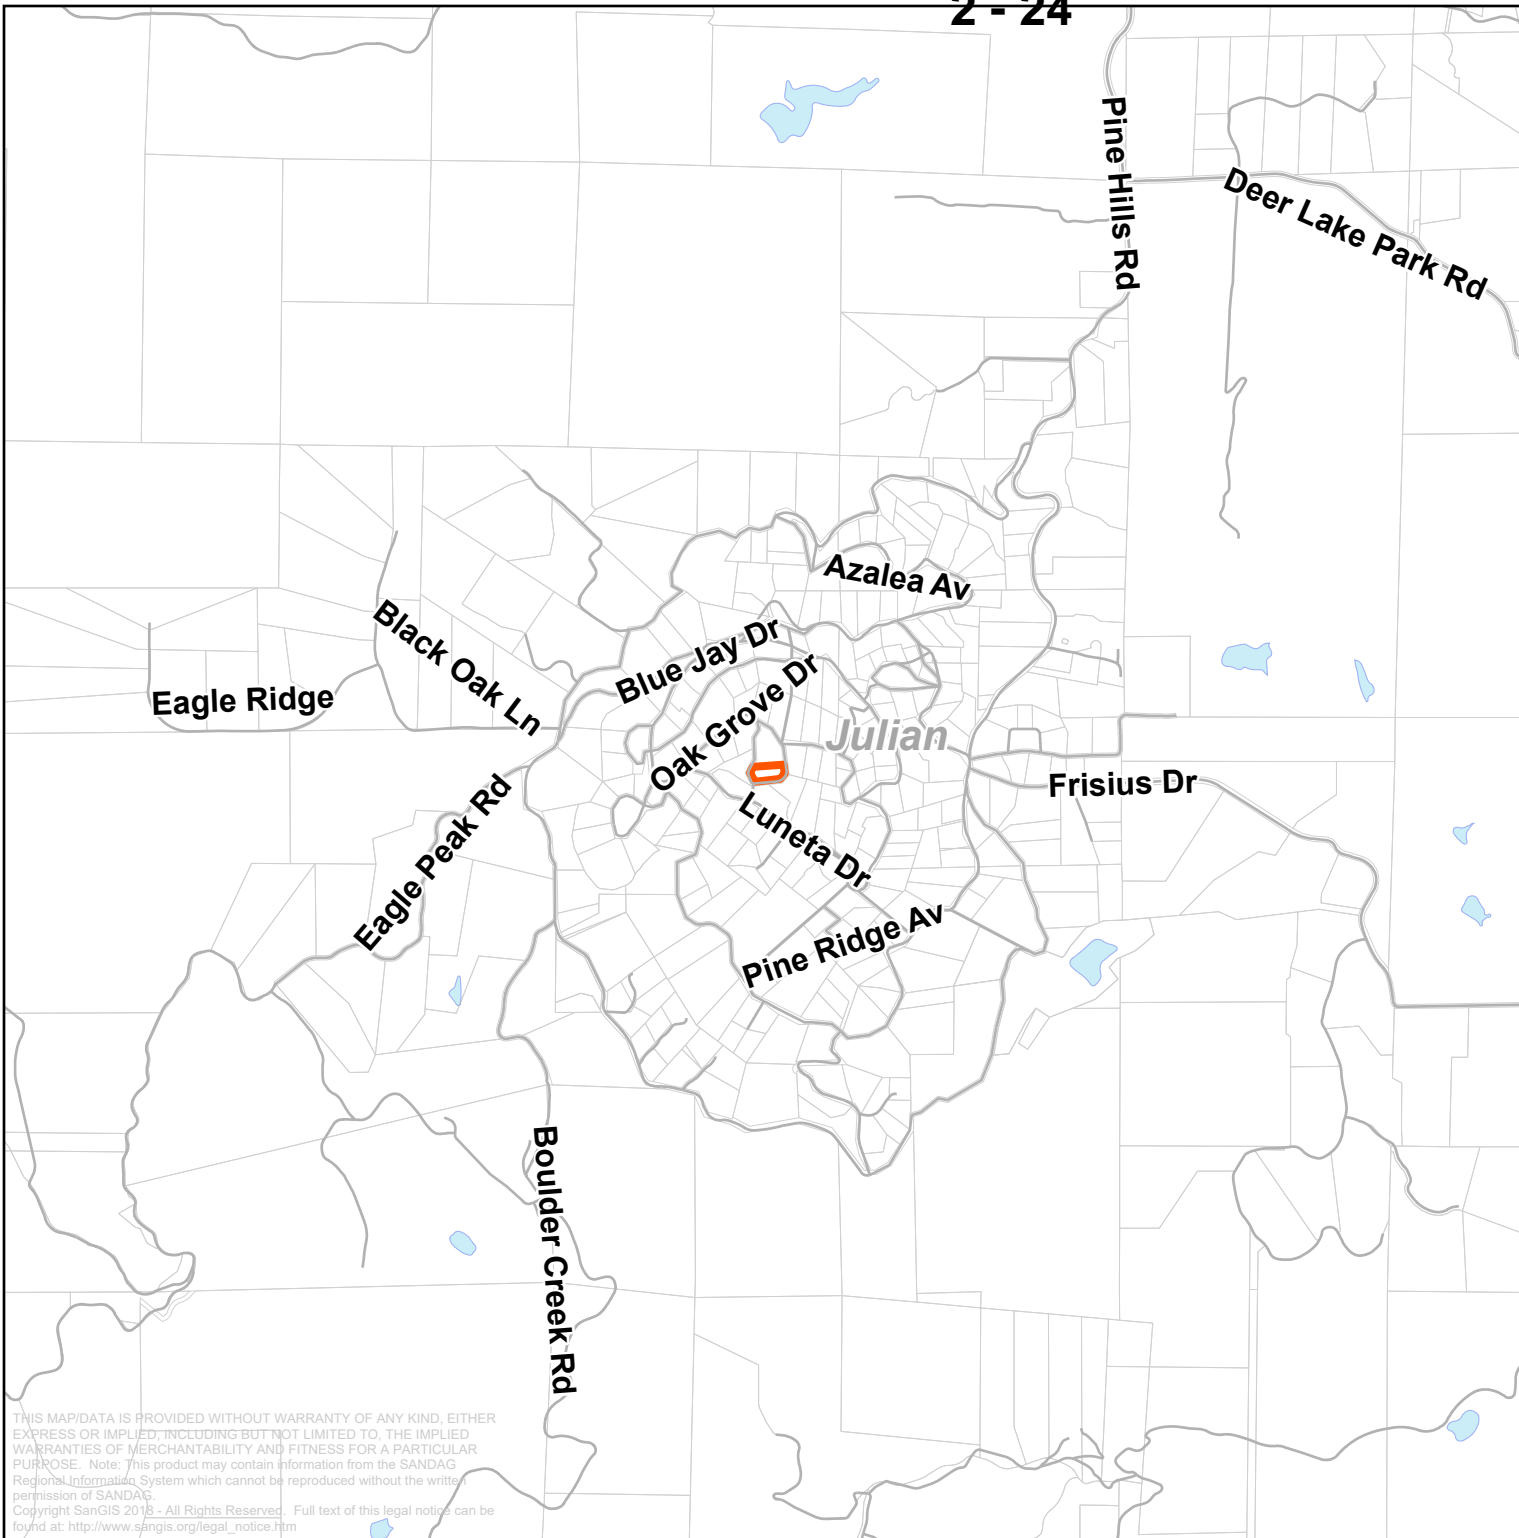 2 - 24
Pine Hills Rd
Deer Lake Park Rd
Azalea Av
Black Oak Ln
Blue Jay Dr
Eagle Ridge
Oak Grove Dr
Julian
Frisius Dr
Eagle Peak Rd
Luneta Dr
Pine Ridge Av
Boulder Creek Rd
THIS MAP/DATA IS PROVIDED WITHOUT WARRANTY OF ANY KIND, EITHER
EXPRESS OR IMPLIED, INCLUDING BUT NOT LIMITED TO, THE IMPLIED
WARRANTIES OF MERCHANTABILITY AND FITNESS FOR A PARTICULAR
PURPOSE.  Note: This product may contain information from the SANDAG
Regional Information System which cannot be reproduced without the written
permission of SANDAG.
Copyright SanGIS 2018 - All Rights Reserved.  Full text of this legal notice can be
found at: http://www.sangis.org/legal_notice.htm